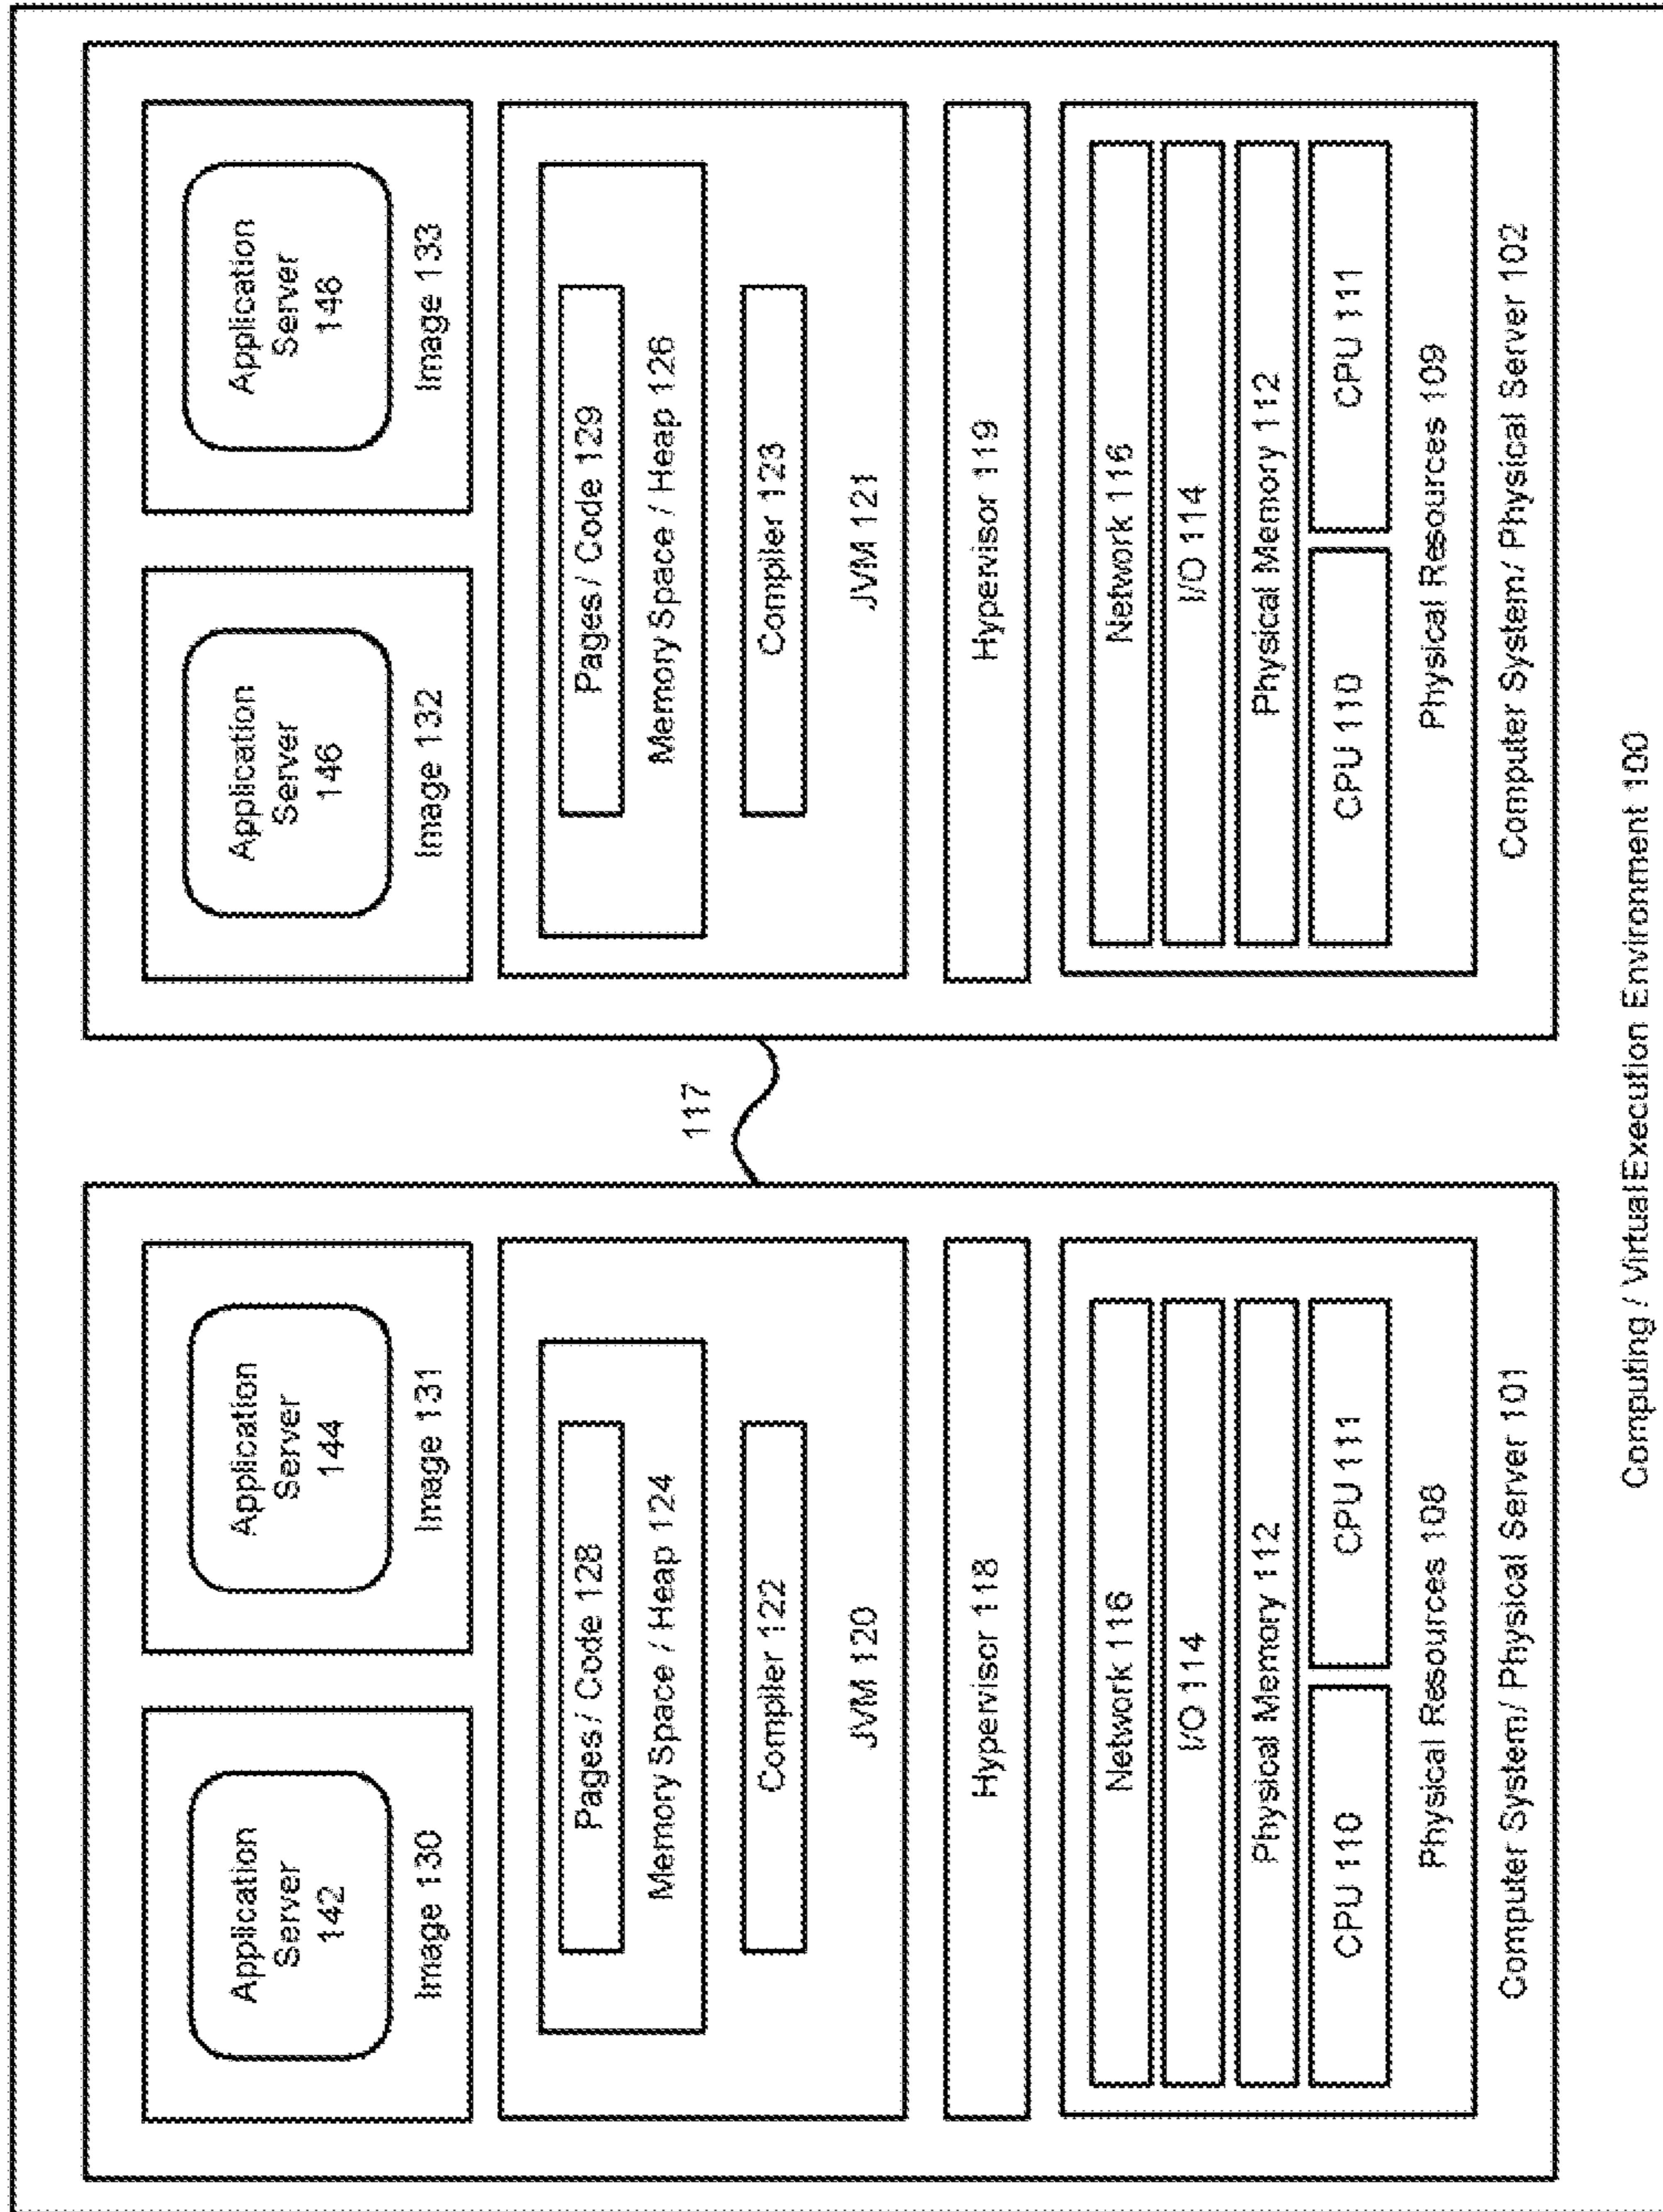 Application
Server
142
Image 130
Application
Server
144
Image 131
Pages / Code 128
Memory Space / Heap 124
Compiler 122
JVM 120
Hypervisor 118
Network 116
I/O 114
Physical Memory 112
CPU 110
CPU 111
Physical Resources 108
Computer System/ Physical Server 101
117
Application
Server
146
Image 132
Application
Server
148
Image 133
Pages / Code 129
Memory Space / Heap 126
Compiler 123
JVM 121
Hypervisor 119
Network 116
I/O 114
Physical Memory 112
CPU 110
CPU 111
Physical Resources 109
Computer System/ Physical Server 102
Computing / Virtual Execution Environment 100